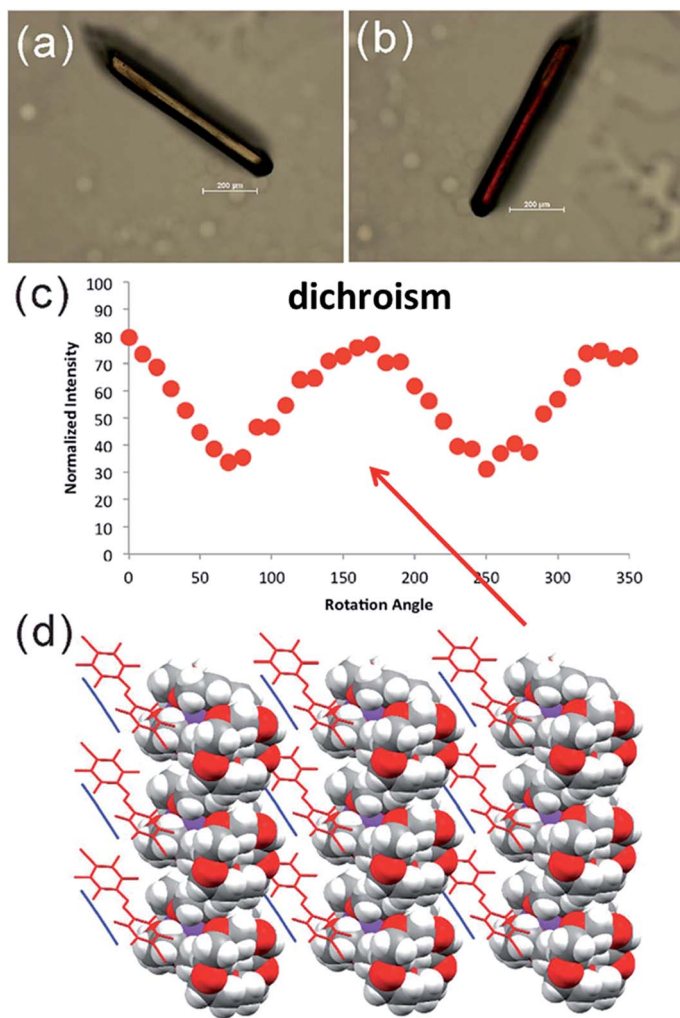 (a)
200 µm
(b)
200 µm
(c)
dichroism
Normalized Intensity
100
90
80
70
60
50
40
30
20
10
0
0 50 100 150 200 250 300 350
Rotation Angle
(d)